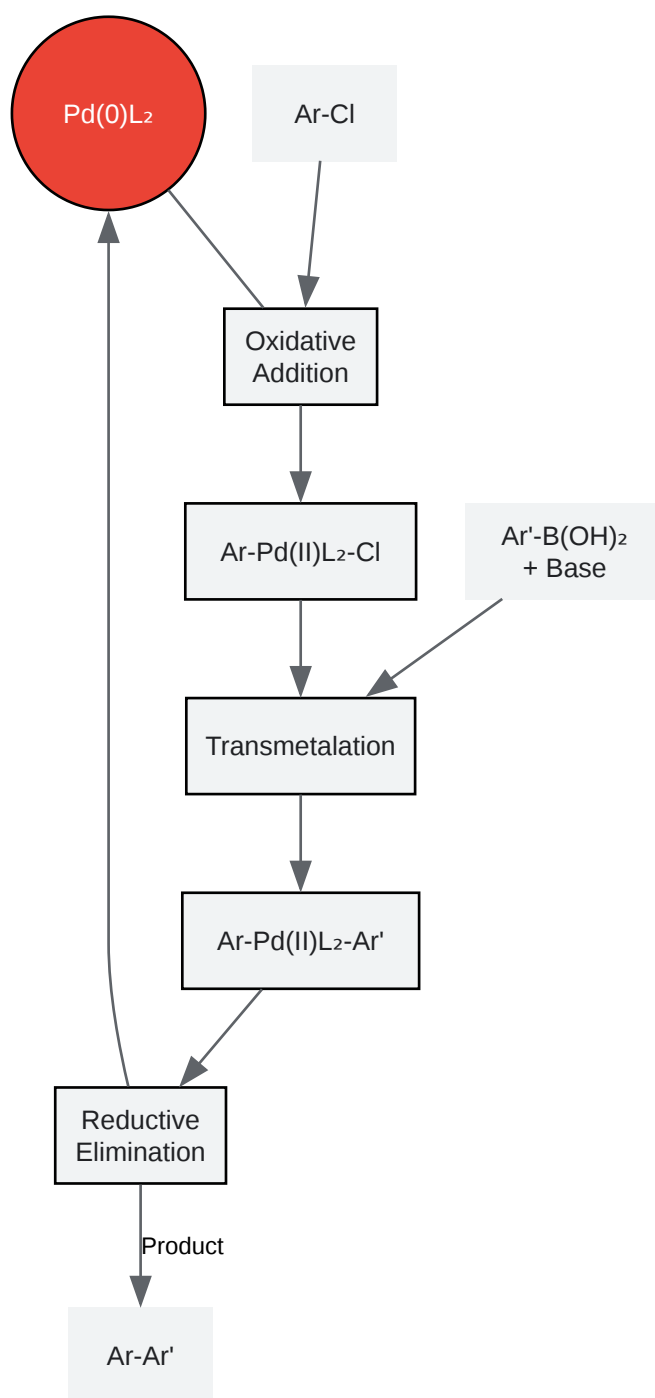 Pd(0)L₂
Ar-Cl
Oxidative
Addition
Ar-Pd(II)L₂-Cl
Ar'-B(OH)₂
+ Base
Transmetalation
Ar-Pd(II)L₂-Ar'
Reductive
Elimination
Product
Ar-Ar'